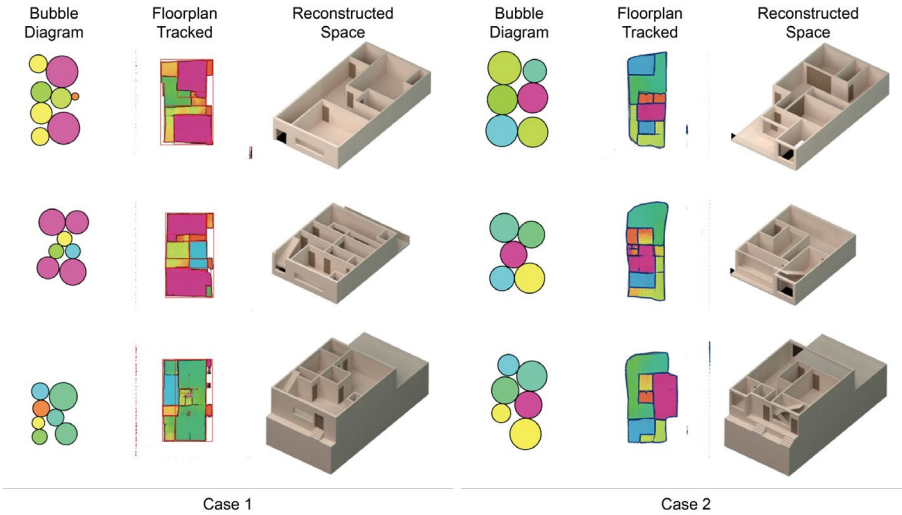 Bubble
Diagram
Floorplan
Tracked
Reconstructed
Space
Bubble
Diagram
Floorplan
Tracked
Reconstructed
Space
Case 1
Case 2